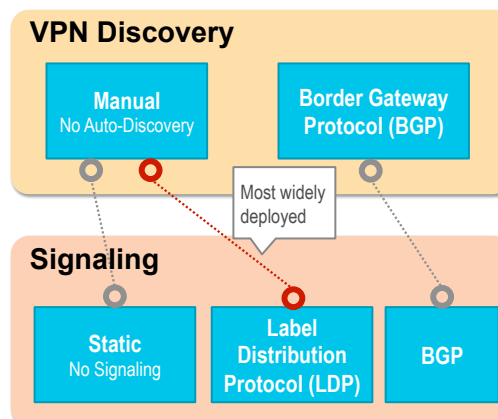 VPN Discovery
Manual
No Auto-Discovery
Border Gateway
Protocol (BGP)
Most widely
deployed
Signaling
Static
No Signaling
Label
Distribution
Protocol (LDP)
BGP